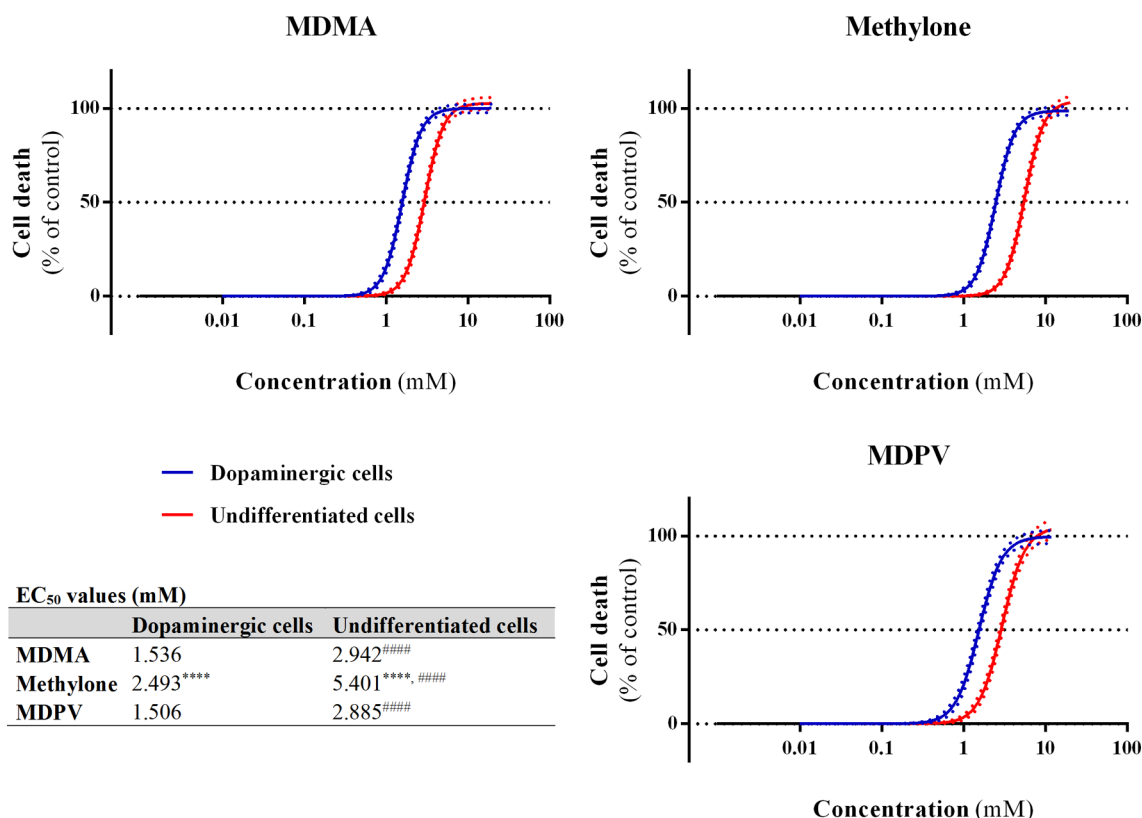 MDMA
100
50
0
0.01 0.1 1 10 100
Cell death
(% of control)
Concentration (mM)
Methylone
100
50
0
0.01 0.1 1 10 100
Cell death
(% of control)
Concentration (mM)
Dopaminergic cells
Undifferentiated cells
EC₅₀ values (mM)
Dopaminergic cells Undifferentiated cells
MDMA 1.536 2.942####
Methylone 2.493**** 5.401****, ####
MDPV 1.506 2.885####
MDPV
100
50
0
0.01 0.1 1 10 100
Cell death
(% of control)
Concentration (mM)